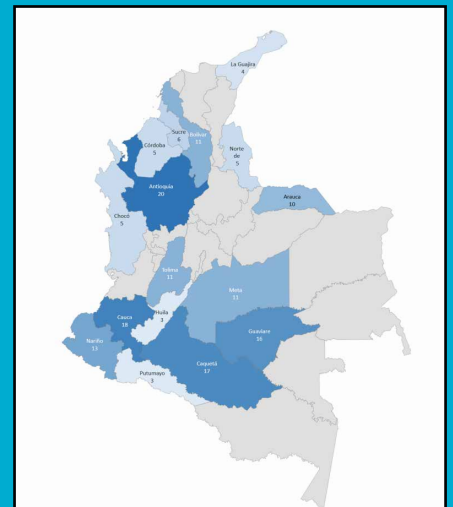 La Guajira
4
Bolívar
11
Sucre
6
Córdoba
5
Norte
de
5
Antioquia
20
Arauca
10
Chocó
5
Tolima
11
Meta
11
Huila
3
Cauca
18
Guaviare
16
Nariño
13
Caquetá
17
Putumayo
3